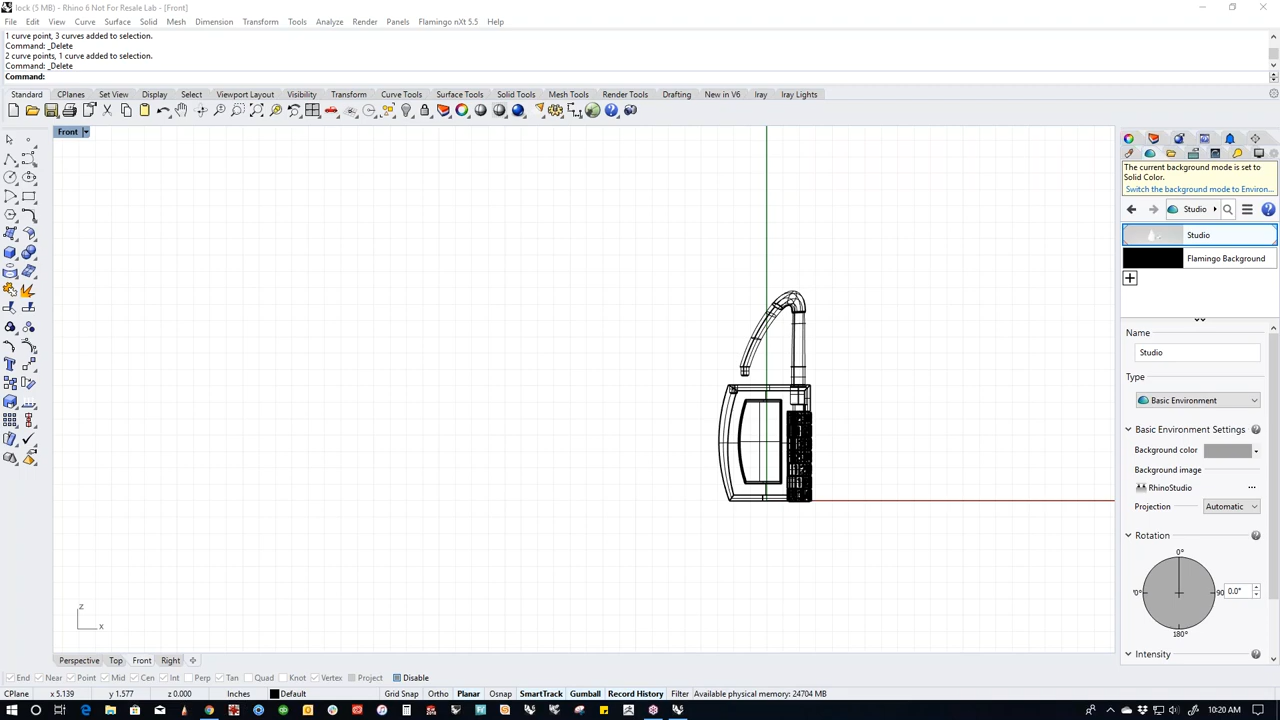 lock (5 MB) - Rhino 6 Not For Resale Lab - [Front]
File Edit View Curve Surface Solid Mesh Dimension Transform Tools Analyze Render Panels Flamingo nXt 5.5 Help
1 curve point, 3 curves added to selection.
Command: _Delete
2 curve points, 1 curve added to selection.
Command: _Delete
Command:
Standard CPlanes Set View Display Select Viewport Layout Visibility Transform Curve Tools Surface Tools Solid Tools Mesh Tools Render Tools Drafting New in V6 Iray Iray Lights
Front
The current background mode is set to
Solid Color.
Switch the background mode to Environ...
Studio
Studio
Flamingo Background
Name
Studio
Type
Basic Environment
Basic Environment Settings
Background color
Background image
RhinoStudio ...
Projection Automatic
Rotation
0°
90 0.0°
180°
Intensity
z
x
Perspective Top Front Right
End Near Point Mid Cen Int Perp Tan Quad Knot Vertex Project Disable
CPlane x 5.139 y 1.577 z 0.000 Inches Default Grid Snap Ortho Planar Osnap SmartTrack Gumball Record History Filter Available physical memory: 24704 MB
10:20 AM